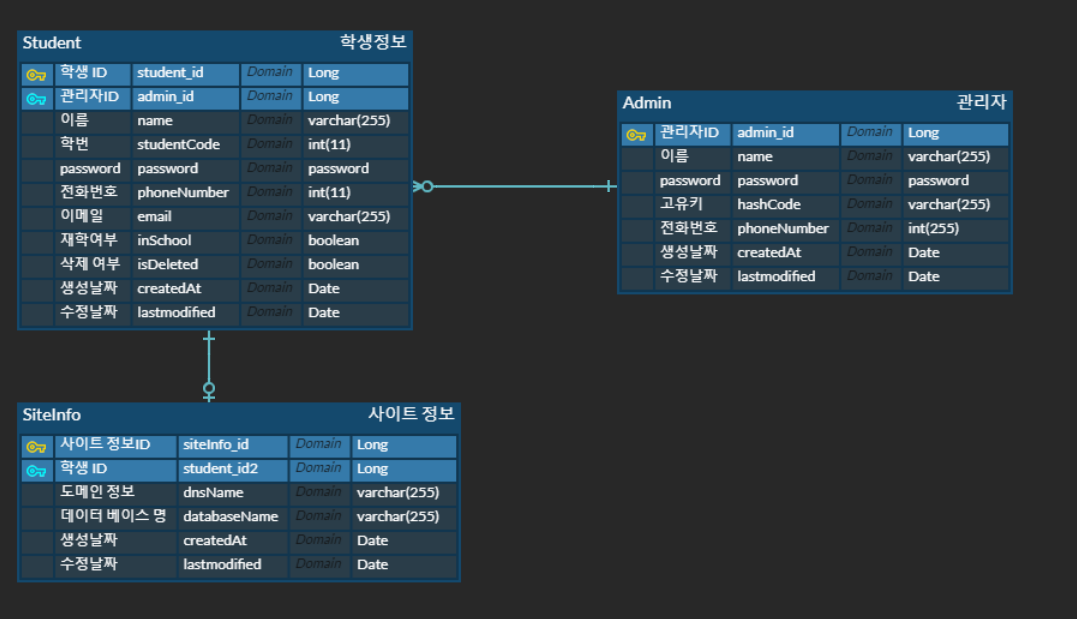 Student 학생정보
학생 ID student_id Domain Long
관리자ID admin_id Domain Long
이름 name Domain varchar(255)
학번 studentCode Domain int(11)
password password Domain password
전화번호 phoneNumber Domain int(11)
이메일 email Domain varchar(255)
재학여부 inSchool Domain boolean
삭제 여부 isDeleted Domain boolean
생성날짜 createdAt Domain Date
수정날짜 lastmodified Domain Date
Admin 관리자
관리자ID admin_id Domain Long
이름 name Domain varchar(255)
password password Domain password
고유키 hashCode Domain varchar(255)
전화번호 phoneNumber Domain int(255)
생성날짜 createdAt Domain Date
수정날짜 lastmodified Domain Date
SiteInfo 사이트 정보
사이트 정보ID siteInfo_id Domain Long
학생 ID student_id2 Domain Long
도메인 정보 dnsName Domain varchar(255)
데이터 베이스 명 databaseName Domain varchar(255)
생성날짜 createdAt Domain Date
수정날짜 lastmodified Domain Date